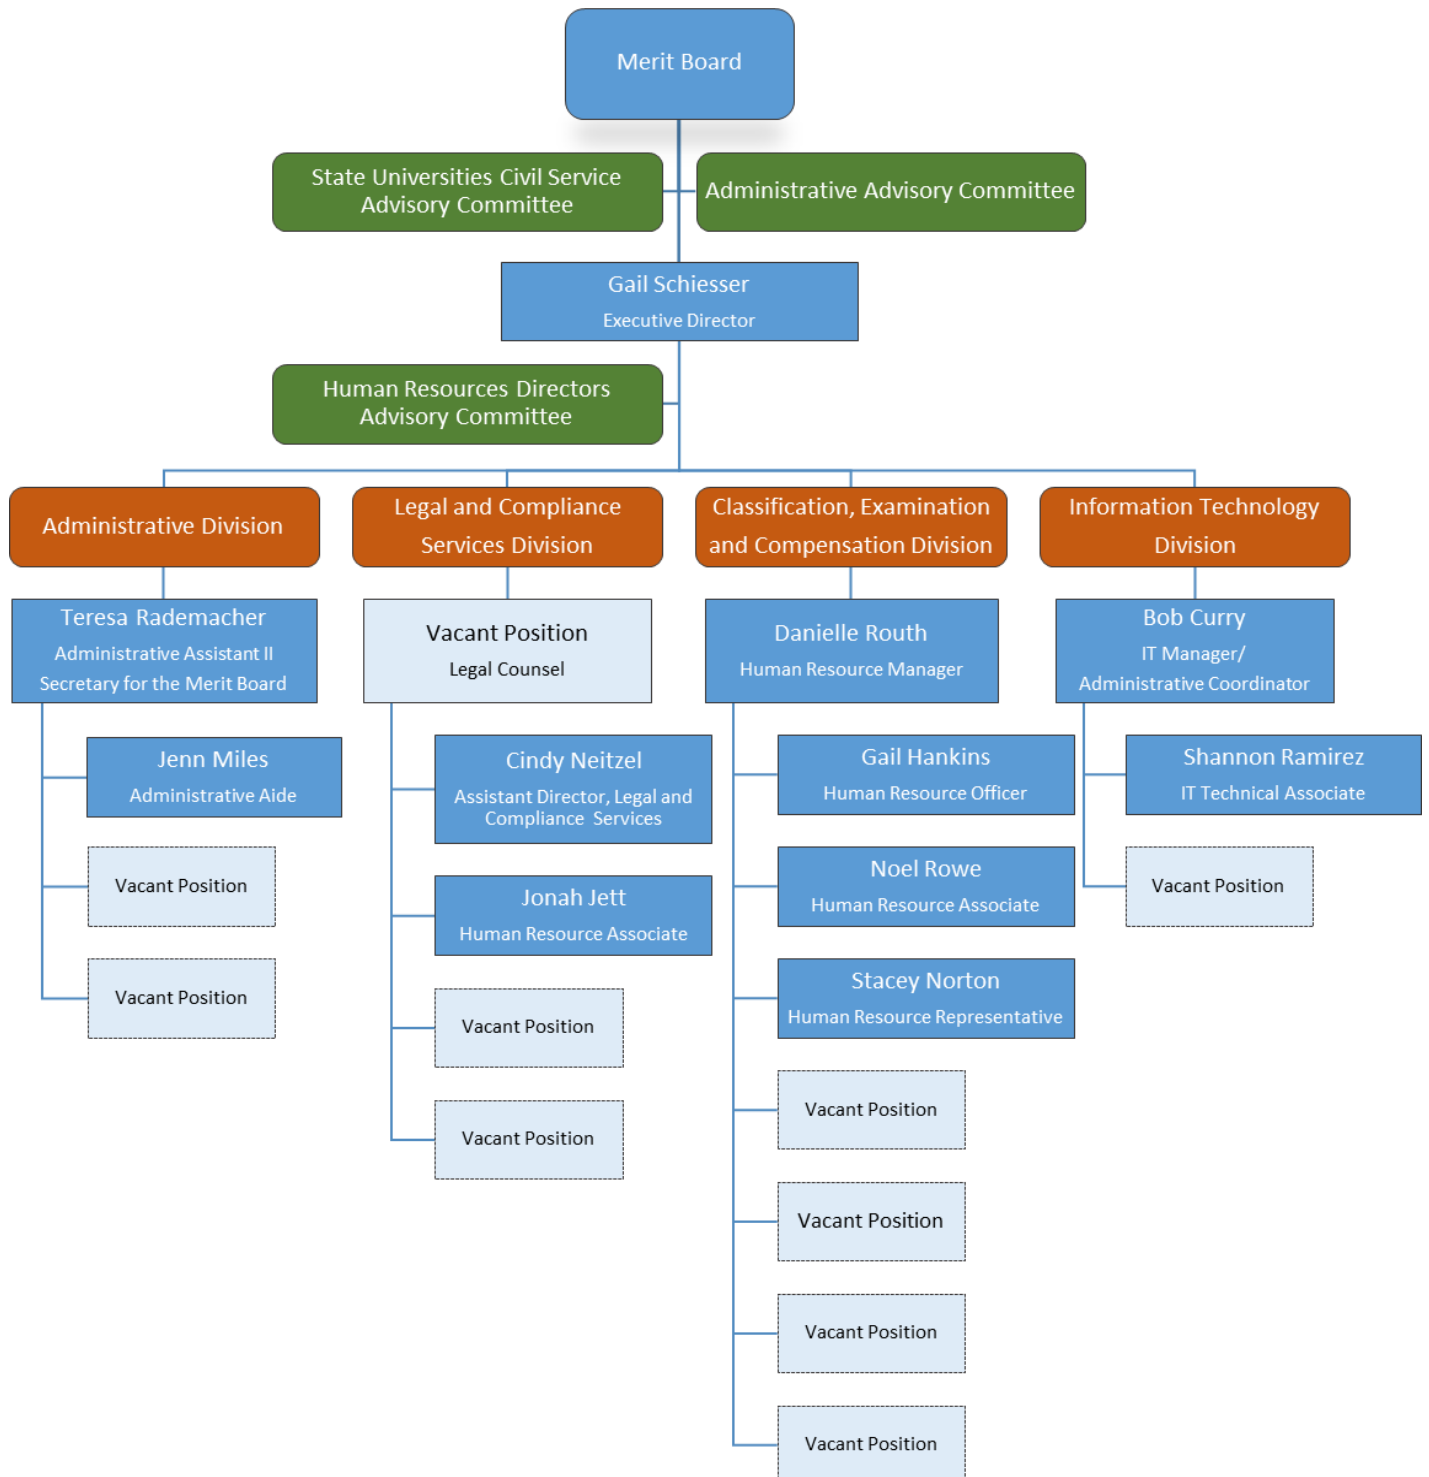 Merit Board
State Universities Civil Service
Advisory Committee
Administrative Advisory Committee
Gail Schiesser
Executive Director
Human Resources Directors
Advisory Committee
Administrative Division
Teresa Rademacher
Administrative Assistant II
Secretary for the Merit Board
Jenn Miles
Administrative Aide
Vacant Position
Vacant Position
Legal and Compliance
Services Division
Vacant Position
Legal Counsel
Cindy Neitzel
Assistant Director, Legal and
Compliance Services
Jonah Jett
Human Resource Associate
Vacant Position
Vacant Position
Classification, Examination
and Compensation Division
Danielle Routh
Human Resource Manager
Gail Hankins
Human Resource Officer
Noel Rowe
Human Resource Associate
Stacey Norton
Human Resource Representative
Vacant Position
Vacant Position
Vacant Position
Vacant Position
Information Technology
Division
Bob Curry
IT Manager/
Administrative Coordinator
Shannon Ramirez
IT Technical Associate
Vacant Position